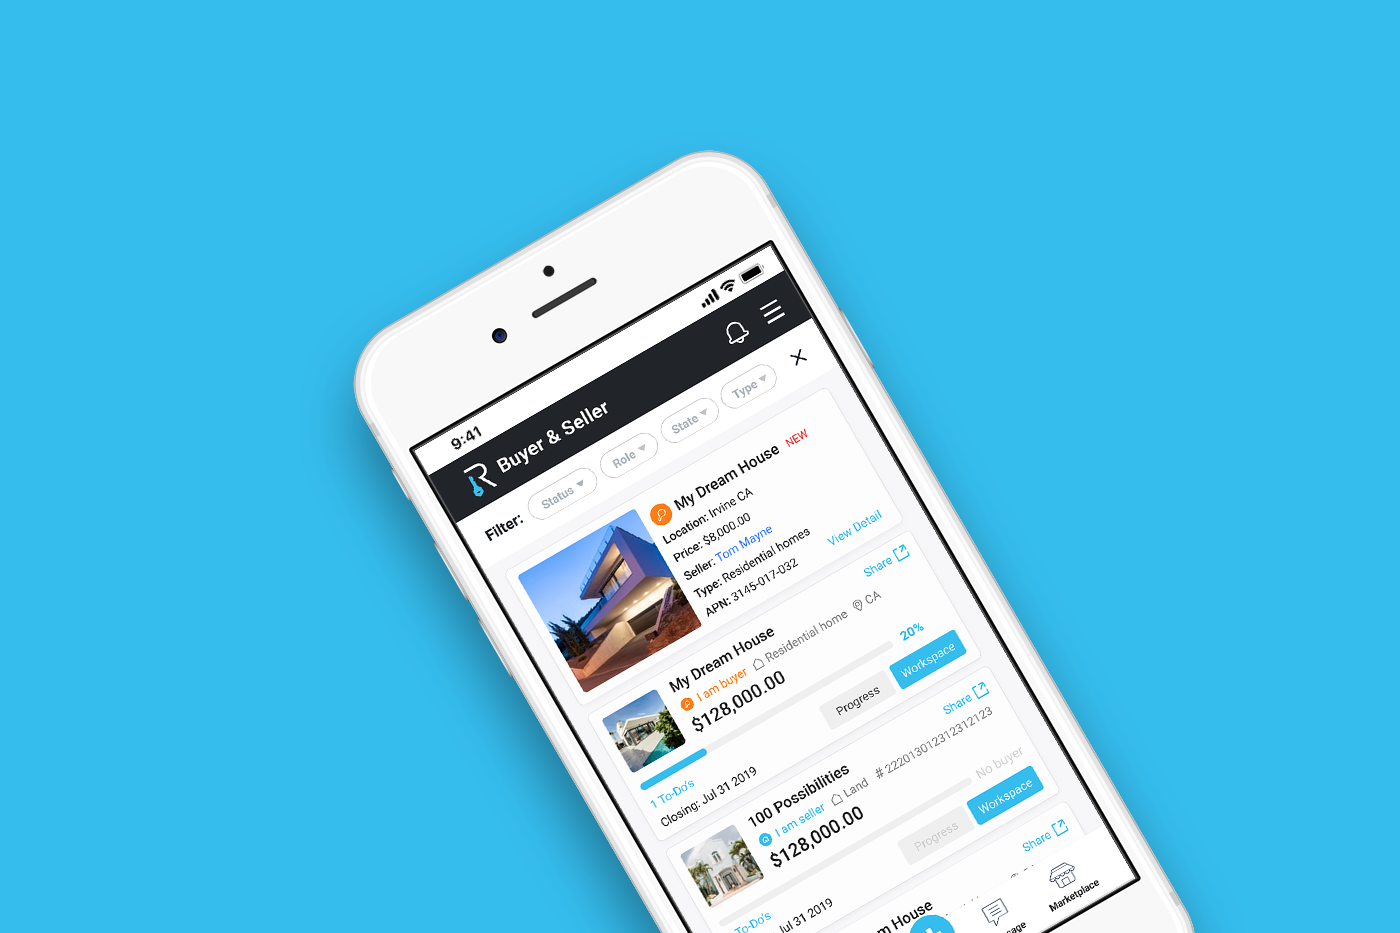 9:41
Buyer & Seller
Filter: Status Role State Type
My Dream House NEW
Location: Irvine CA
Price: $8,000.00
Seller: Tom Mayne
Type: Residential homes
APN: 3145-017-032
View Detail
Share
My Dream House
I am buyer Residential home CA
$128,000.00
20%
Progress Workspace
1 To-Do's
Closing: Jul 31 2019
Share
100 Possibilities
I am seller Land # 222013012312312123
$128,000.00
No buyer
Progress Workspace
To-Do's
Jul 31 2019
Share
House
Marketplace